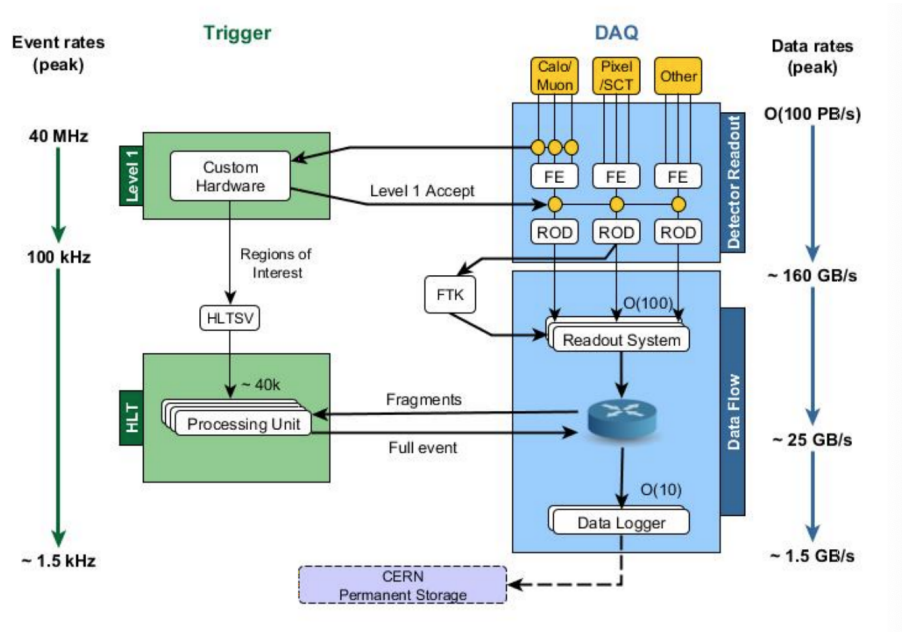 Trigger
DAQ
Event rates
(peak)
Data rates
(peak)
Calo/
Muon
Pixel
/SCT
Other
O(100 PB/s)
40 MHz
Level 1
Custom
Hardware
FE
FE
FE
Detector Readout
Level 1 Accept
ROD
ROD
ROD
100 kHz
Regions of
Interest
~ 160 GB/s
FTK
O(100)
HLTSV
Readout System
HLT
~ 40k
Processing Unit
Fragments
Full event
Data Flow
~ 25 GB/s
O(10)
Data Logger
~ 1.5 kHz
~ 1.5 GB/s
CERN
Permanent Storage